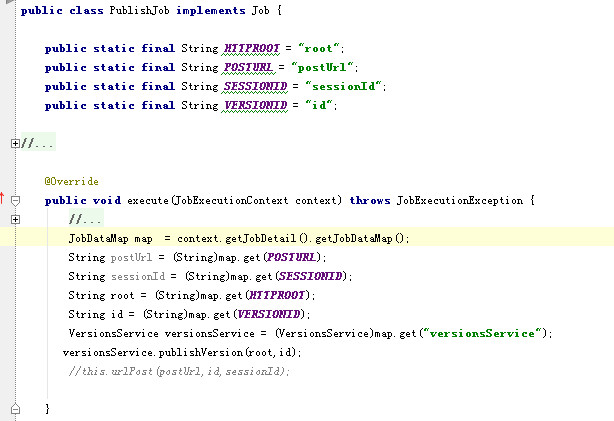 public class PublishJob implements Job {
public static final String HTTPROOT = "root";
public static final String POSTURL = "postUrl";
public static final String SESSIONID = "sessionId";
public static final String VERSIONID = "id";
//...
@Override
public void execute(JobExecutionContext context) throws JobExecutionException {
//...
JobDataMap map  = context.getJobDetail().getJobDataMap();
String postUrl = (String)map.get(POSTURL);
String sessionId = (String)map.get(SESSIONID);
String root = (String)map.get(HTTPROOT);
String id = (String)map.get(VERSIONID);
VersionsService versionsService = (VersionsService)map.get("versionsService");
versionsService.publishVersion(root,id);
//this.urlPost(postUrl,id,sessionId);
}